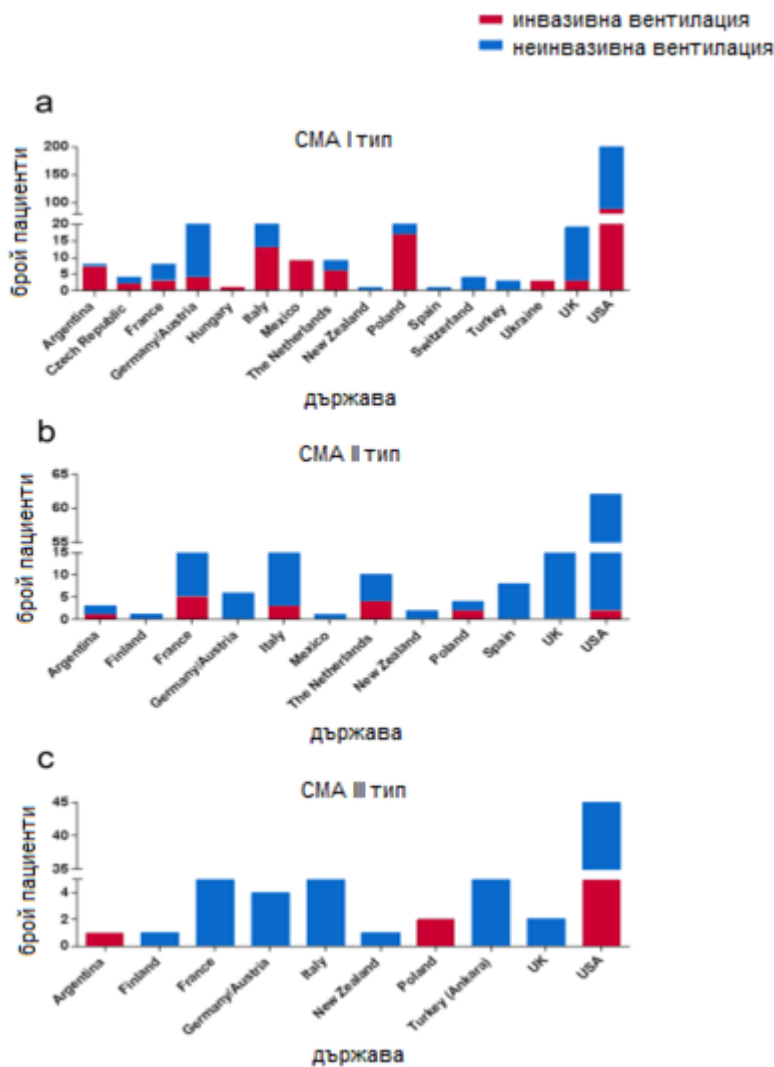 инвазивна вентилация
неинвазивна вентилация
a
СМА I тип
брой пациенти
200
150
100
20
15
10
5
0
Argentina
Czech Republic
France
Germany/Austria
Hungary
Italy
Mexico
The Netherlands
New Zealand
Poland
Spain
Switzerland
Turkey
Ukraine
UK
USA
държава
b
СМА II тип
брой пациенти
65
60
55
15
10
5
0
Argentina
Finland
France
Germany/Austria
Italy
Mexico
The Netherlands
New Zealand
Poland
Spain
UK
USA
държава
c
СМА III тип
брой пациенти
45
40
35
4
2
0
Argentina
Finland
France
Germany/Austria
Italy
New Zealand
Poland
Turkey (Ankara)
UK
USA
държава